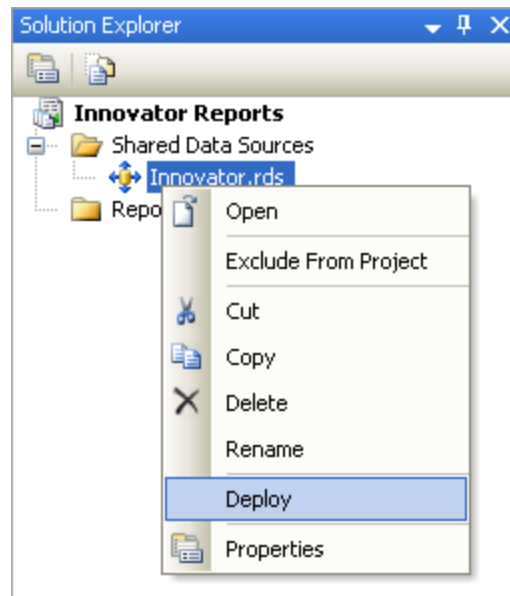 Solution Explorer
Innovator Reports
Shared Data Sources
Innovator.rds
Repo
Open
Exclude From Project
Cut
Copy
Delete
Rename
Deploy
Properties